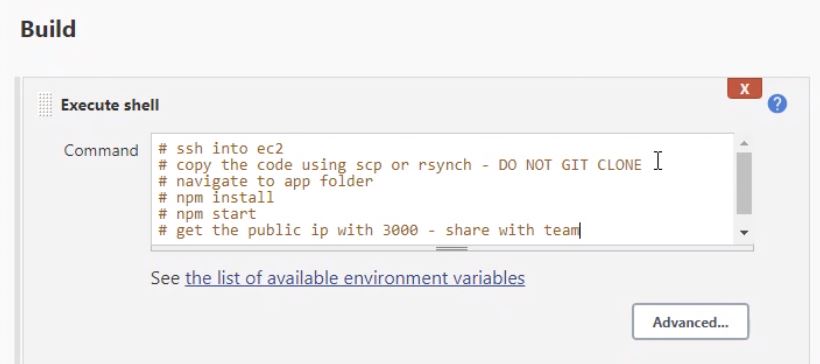 Build
X
Execute shell
Command
# ssh into ec2
# copy the code using scp or rsynch - DO NOT GIT CLONE
# navigate to app folder
# npm install
# npm start
# get the public ip with 3000 - share with team
See the list of available environment variables
Advanced...